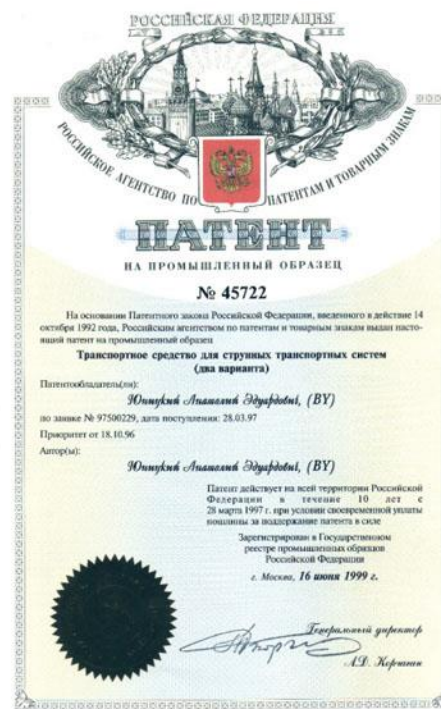 РОССИЙСКАЯ ФЕДЕРАЦИЯ
РОССИЙСКОЕ АГЕНТСТВО ПО ПАТЕНТАМ И ТОВАРНЫМ ЗНАКАМ
ПАТЕНТ
НА ПРОМЫШЛЕННЫЙ ОБРАЗЕЦ
№ 45722
На основании Патентного закона Российской Федерации, введенного в действие 14
октября 1992 года, Российским агентством по патентам и товарным знакам выдан насто-
ящий патент на промышленный образец
Транспортное средство для струнных транспортных систем
(два варианта)
Патентообладатель(ли):
Юницкий Анатолий Эдуардович, (BY)
по заявке № 97500229, дата поступления: 28.03.97
Приоритет от 18.10.96
Автор(ы):
Юницкий Анатолий Эдуардович, (BY)
Патент действует на всей территории Российской
Федерации в течение 10 лет с
28 марта 1997 г. при условии своевременной уплаты
пошлины за поддержание патента в силе
Зарегистрирован в Государственном
реестре промышленных образцов
Российской Федерации
г. Москва, 16 июня 1999 г.
Генеральный директор
А.Д. Корчагин